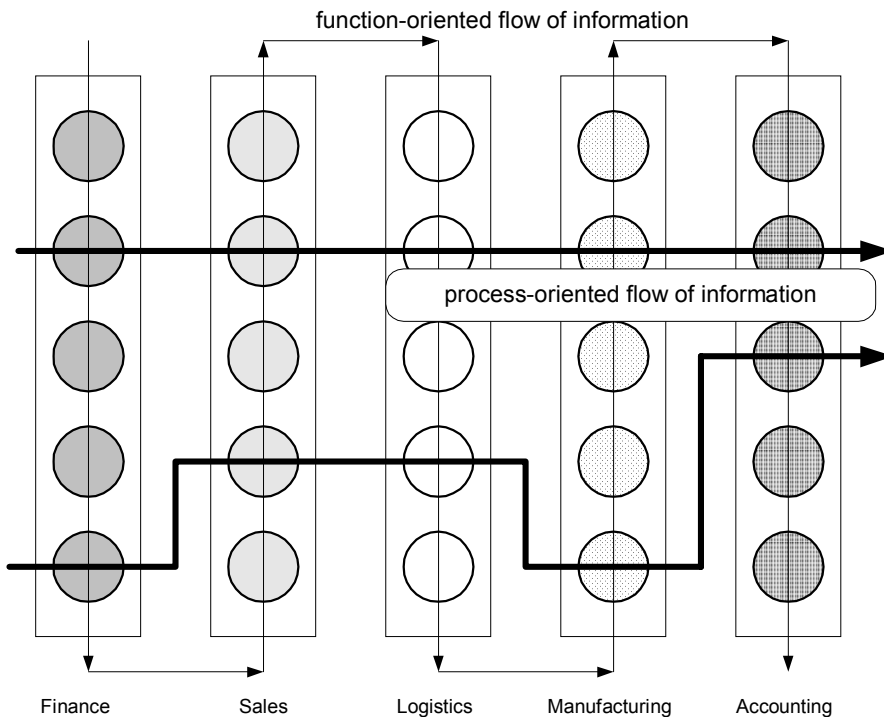 function-oriented flow of information
process-oriented flow of information
Finance Sales Logistics Manufacturing Accounting